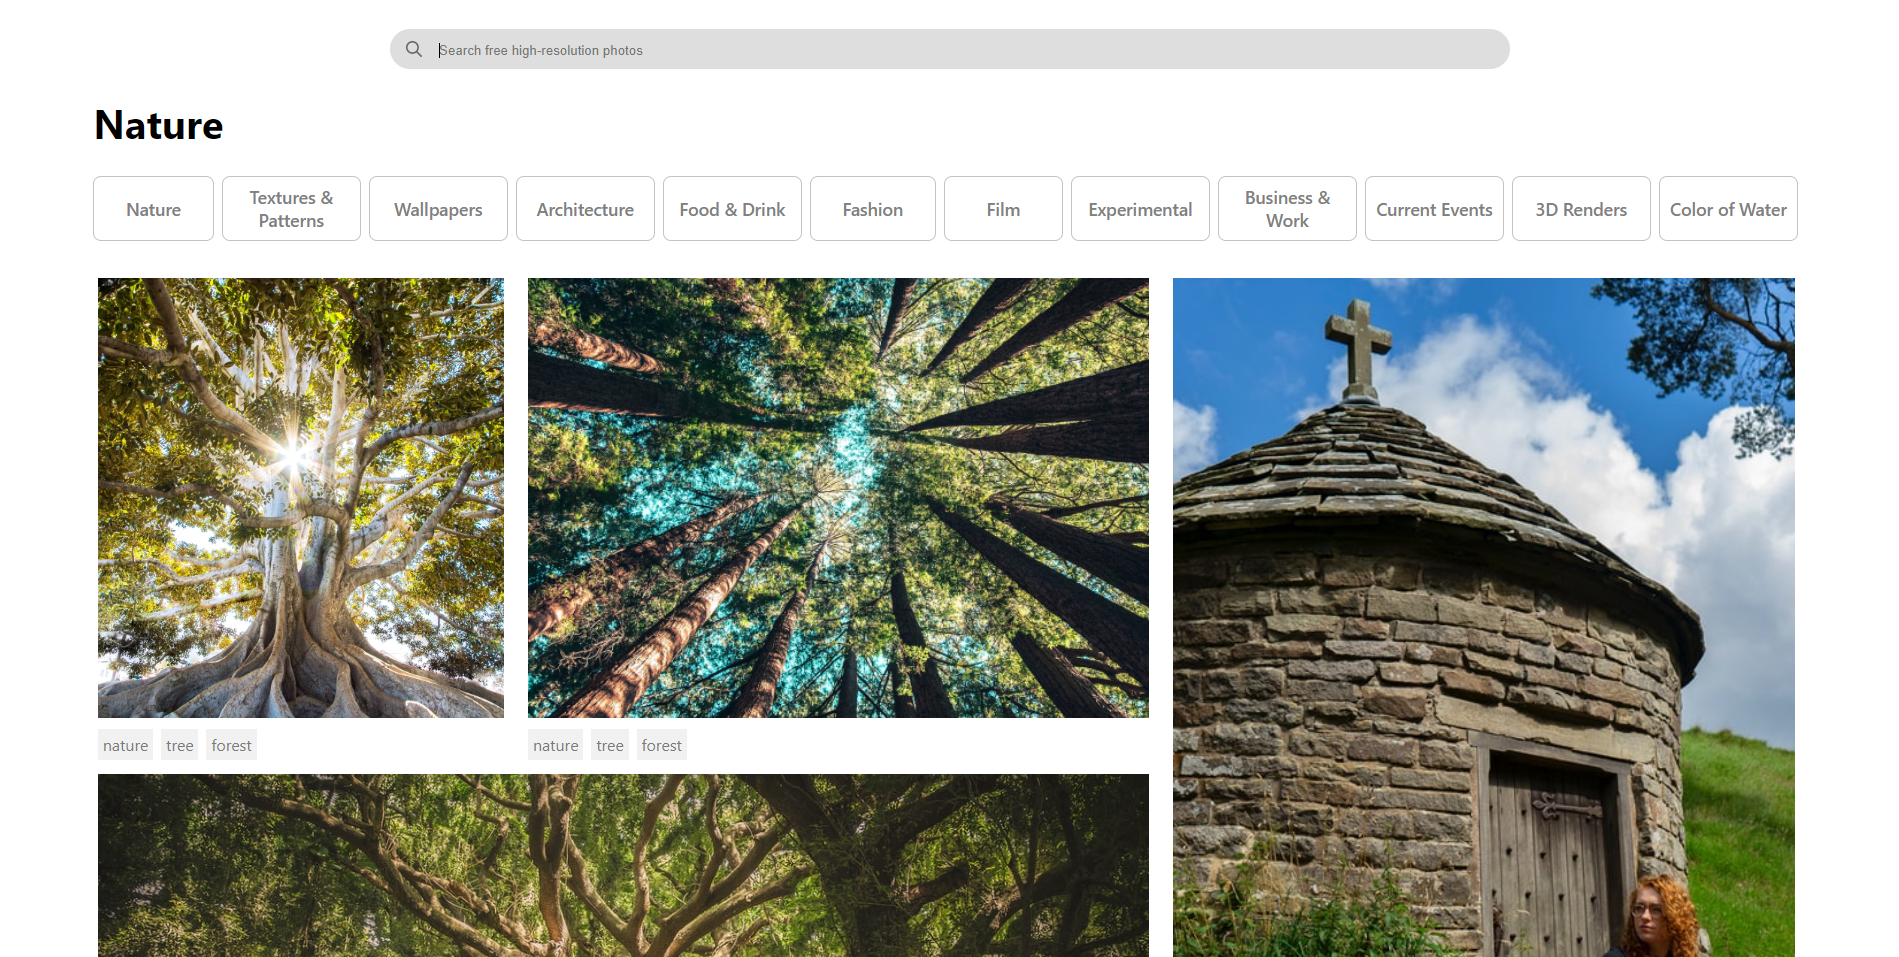 Search free high-resolution photos
Nature
Nature
Textures &
Patterns
Wallpapers
Architecture
Food & Drink
Fashion
Film
Experimental
Business &
Work
Current Events
3D Renders
Color of Water
nature tree forest
nature tree forest